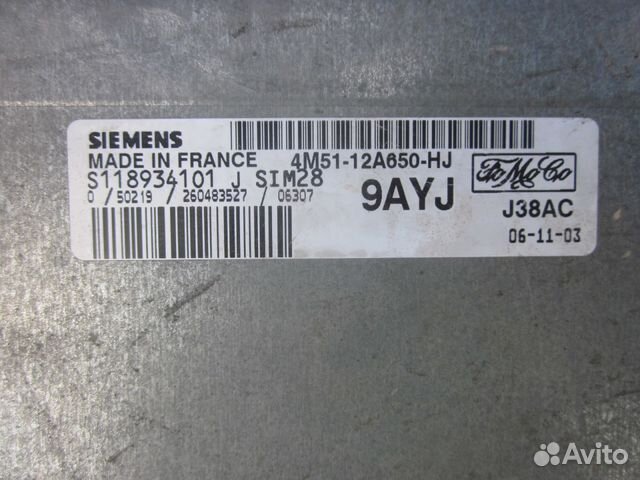 SIEMENS
MADE IN FRANCE 4M51-12A650-HJ
S118934101 J SIM28
0 /50219 /260483527 /06307
9AYJ
FoMoCo
J38AC
06-11-03
Avito